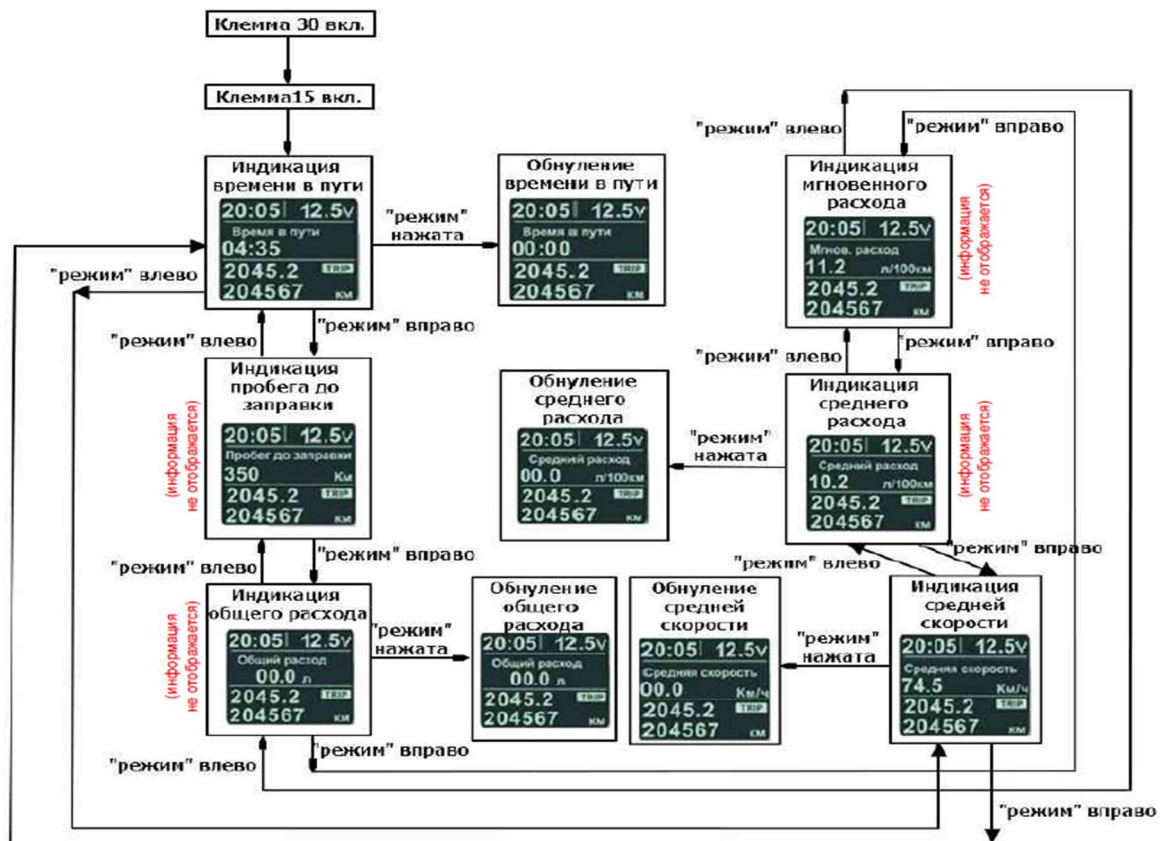 Клемма 30 вкл.
Клемма15 вкл.
"режим" влево
"режим" вправо
Индикация
времени в пути
20:05 12.5v
Время в пути
04:35
2045.2 TRIP
204567 км
"режим"
нажата
Обнуление
времени в пути
20:05 12.5v
Время в пути
00:00
2045.2 TRIP
204567 км
Индикация
мгновенного
расхода
20:05 12.5v
Мгнов. расход
11.2 л/100км
2045.2 TRIP
204567 км
(информация
не отображается)
"режим" влево
"режим" влево
"режим" вправо
"режим" влево
"режим" вправо
Индикация
пробега до
заправки
20:05 12.5v
Пробег до заправки
350 Км
2045.2 TRIP
204567 км
(информация
не отображается)
Обнуление
среднего
расхода
20:05 12.5v
Средний расход
00.0 л/100км
2045.2 TRIP
204567 км
"режим"
нажата
Индикация
среднего
расхода
20:05 12.5v
Средний расход
10.2 л/100км
2045.2 TRIP
204567 км
(информация
не отображается)
"режим" влево
"режим" вправо
"режим" влево
"режим" вправо
Индикация
общего расхода
20:05 12.5v
Общий расход
00.0 л
2045.2 TRIP
204567 км
(информация
не отображается)
"режим"
нажата
Обнуление
общего
расхода
20:05 12.5v
Общий расход
00.0 л
2045.2 TRIP
204567 км
Обнуление
средней
скорости
20:05 12.5v
Средняя скорость
00.0 Км/ч
2045.2 TRIP
204567 км
"режим"
нажата
Индикация
средней
скорости
20:05 12.5v
Средняя скорость
74.5 Км/ч
2045.2 TRIP
204567 км
"режим" вправо
"режим" влево
"режим" вправо